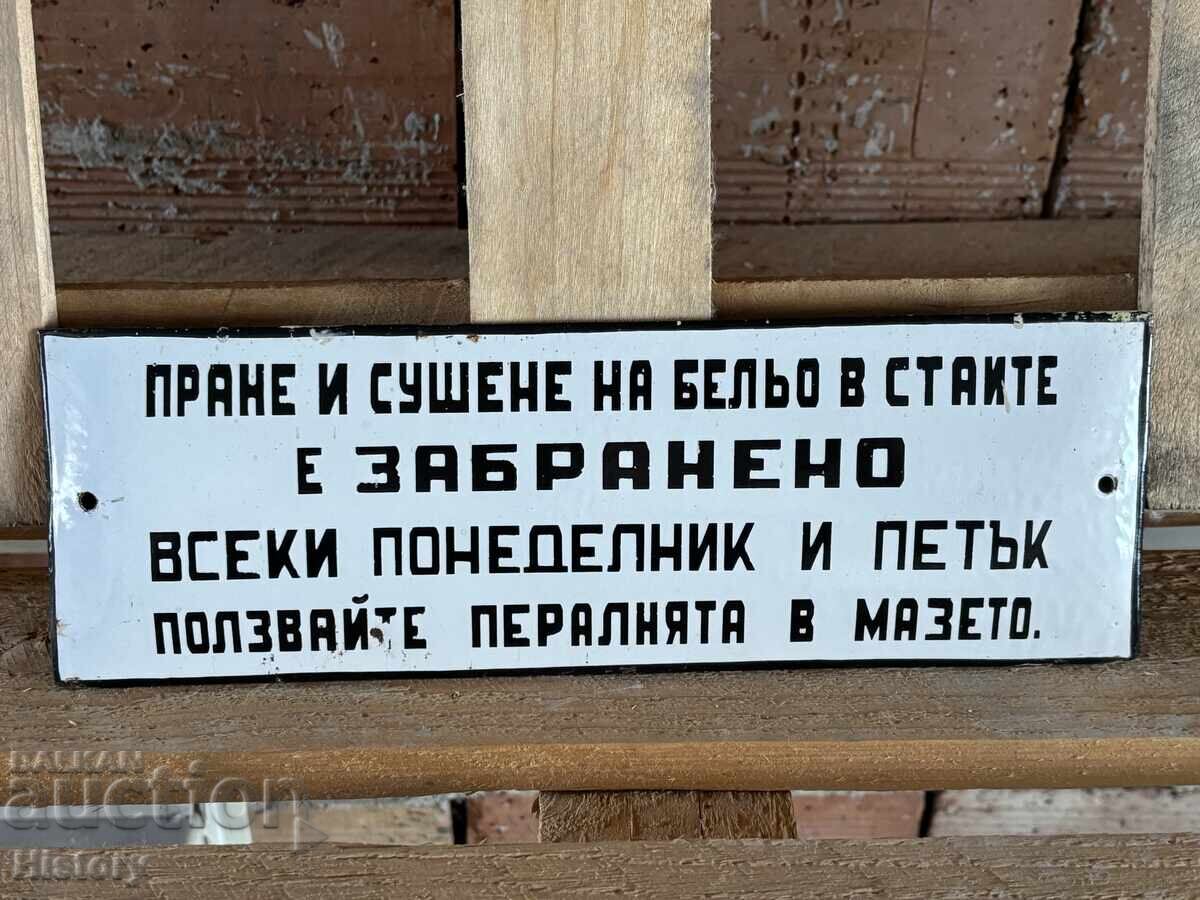 ПРАНЕ И СУШЕНЕ НА БЕЛЬО В СТАИТЕ
Е ЗАБРАНЕНО
ВСЕКИ ПОНЕДЕЛНИК И ПЕТЪК
ПОЛЗВАЙТЕ ПЕРАЛНЯТА В МАЗЕТО.
BALKAN
auction
History